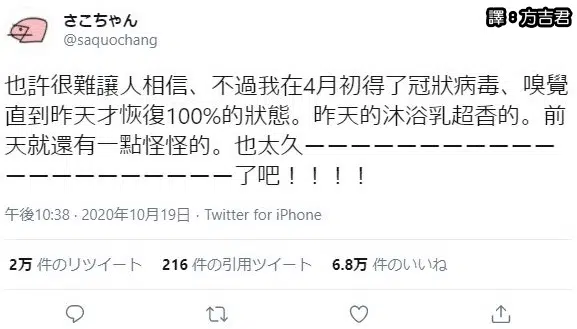 譯8方吉君
さこちゃん
@saquochang
也許很難讓人相信、不過我在4月初得了冠狀病毒、嗅覺
直到昨天才恢復100%的狀態。昨天的沐浴乳超香的。前
天就還有一點怪怪的。也太久ーーーーーーーーーーー
ーーーーーーーーーー了吧！！！！
午後10:38 · 2020年10月19日 · Twitter for iPhone
2万 件のリツイート 216 件の引用ツイート 6.8万 件のいいね